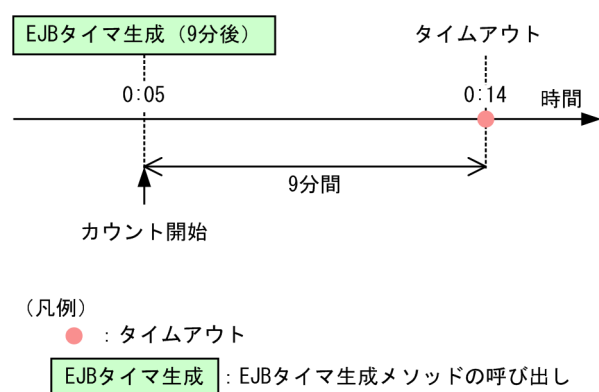 EJBタイマ生成（9分後）
タイムアウト
0:05
0:14
時間
9分間
カウント開始
（凡例）
：タイムアウト
EJBタイマ生成：EJBタイマ生成メソッドの呼び出し